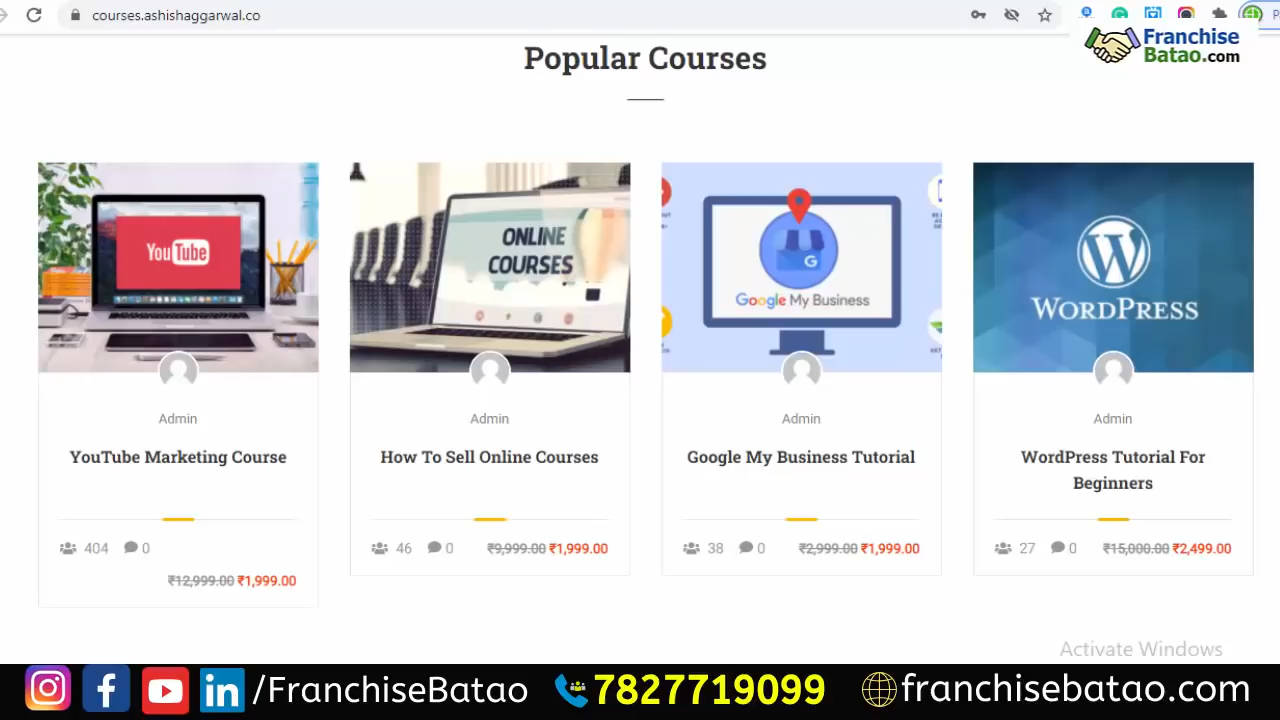 courses.ashishaggarwal.co
Franchise
Batao.com
Popular Courses
YouTube
ONLINE
COURSES
G
Google My Business
WORDPRESS
Admin
Admin
Admin
Admin
YouTube Marketing Course
How To Sell Online Courses
Google My Business Tutorial
WordPress Tutorial For
Beginners
404 0
₹12,999.00 ₹1,999.00
46 0 ₹9,999.00 ₹1,999.00
38 0 ₹2,999.00 ₹1,999.00
27 0 ₹15,000.00 ₹2,499.00
Activate Windows
/FranchiseBatao 7827719099 franchisebatao.com